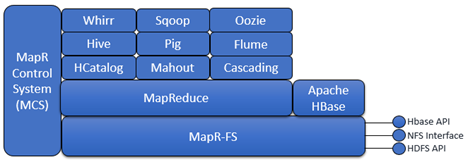 MapR
Control
System
(MCS)
Whirr
Sqoop
Oozie
Hive
Pig
Flume
HCatalog
Mahout
Cascading
MapReduce
Apache
HBase
MapR-FS
Hbase API
NFS Interface
HDFS API